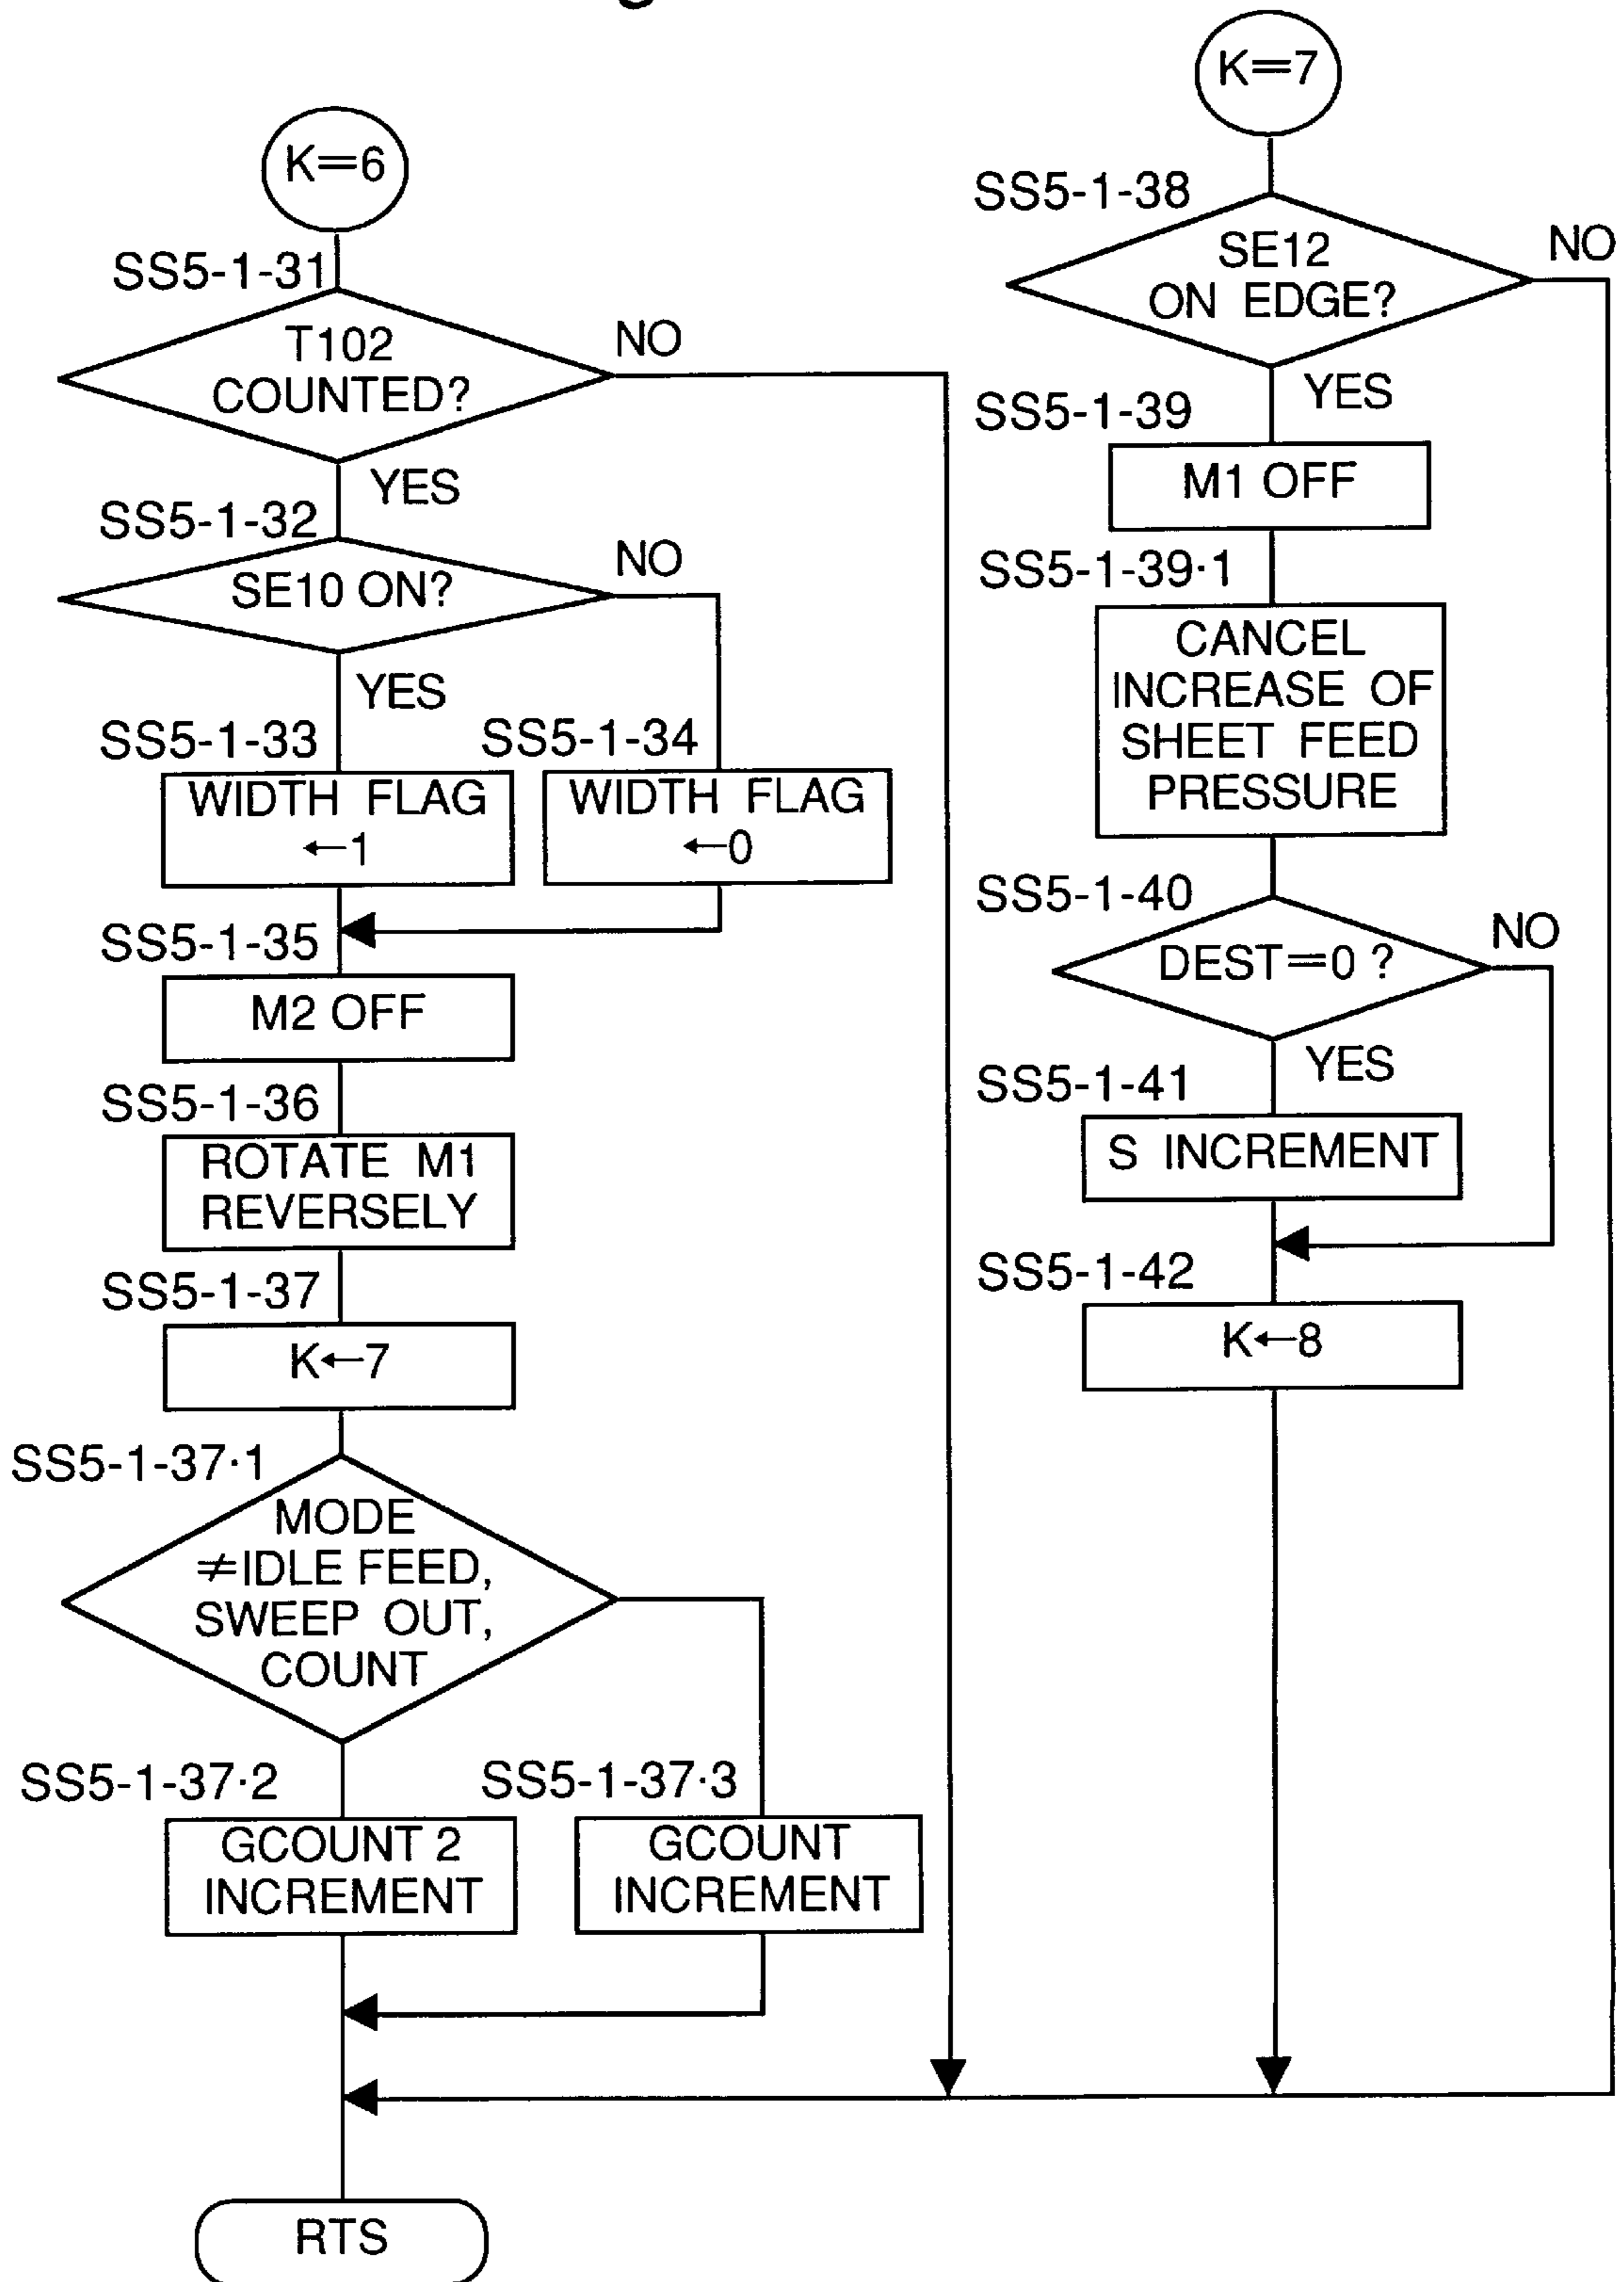 K=6
SS5-1-31
T102
COUNTED?
NO
YES
SS5-1-32
SE10 ON?
NO
YES
SS5-1-33
WIDTH FLAG
←1
SS5-1-34
WIDTH FLAG
←0
SS5-1-35
M2 OFF
SS5-1-36
ROTATE M1
REVERSELY
SS5-1-37
K←7
SS5-1-37·1
MODE
≠IDLE FEED,
SWEEP OUT,
COUNT
SS5-1-37·2
GCOUNT 2
INCREMENT
SS5-1-37·3
GCOUNT
INCREMENT
RTS
K=7
SS5-1-38
SE12
ON EDGE?
NO
YES
SS5-1-39
M1 OFF
SS5-1-39·1
CANCEL
INCREASE OF
SHEET FEED
PRESSURE
SS5-1-40
DEST=0 ?
NO
YES
SS5-1-41
S INCREMENT
SS5-1-42
K←8